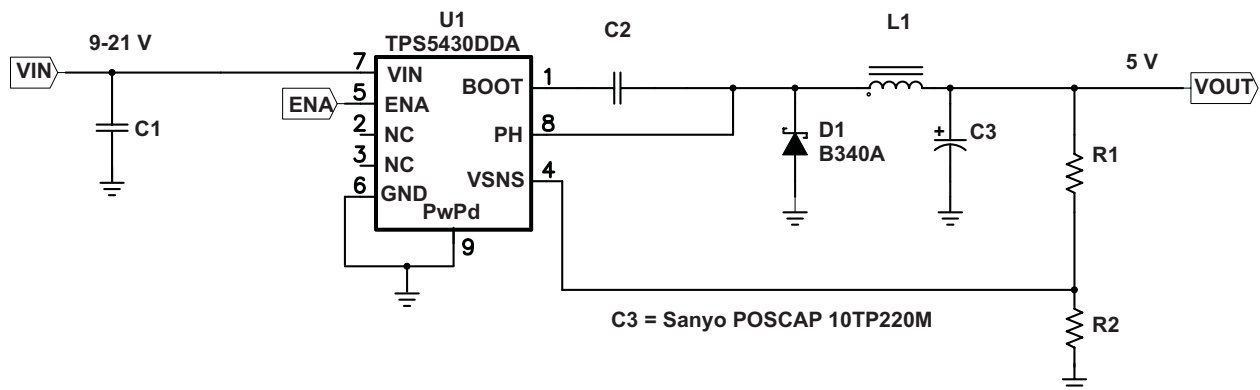 U1
TPS5430DDA
9-21 V
VIN
C1
ENA
7
5
2
3
6
VIN
ENA
NC
NC
GND
PwPd
9
BOOT
PH
VSNS
1
8
4
C2
L1
D1
B340A
+
C3
5 V
VOUT
R1
R2
C3 = Sanyo POSCAP 10TP220M